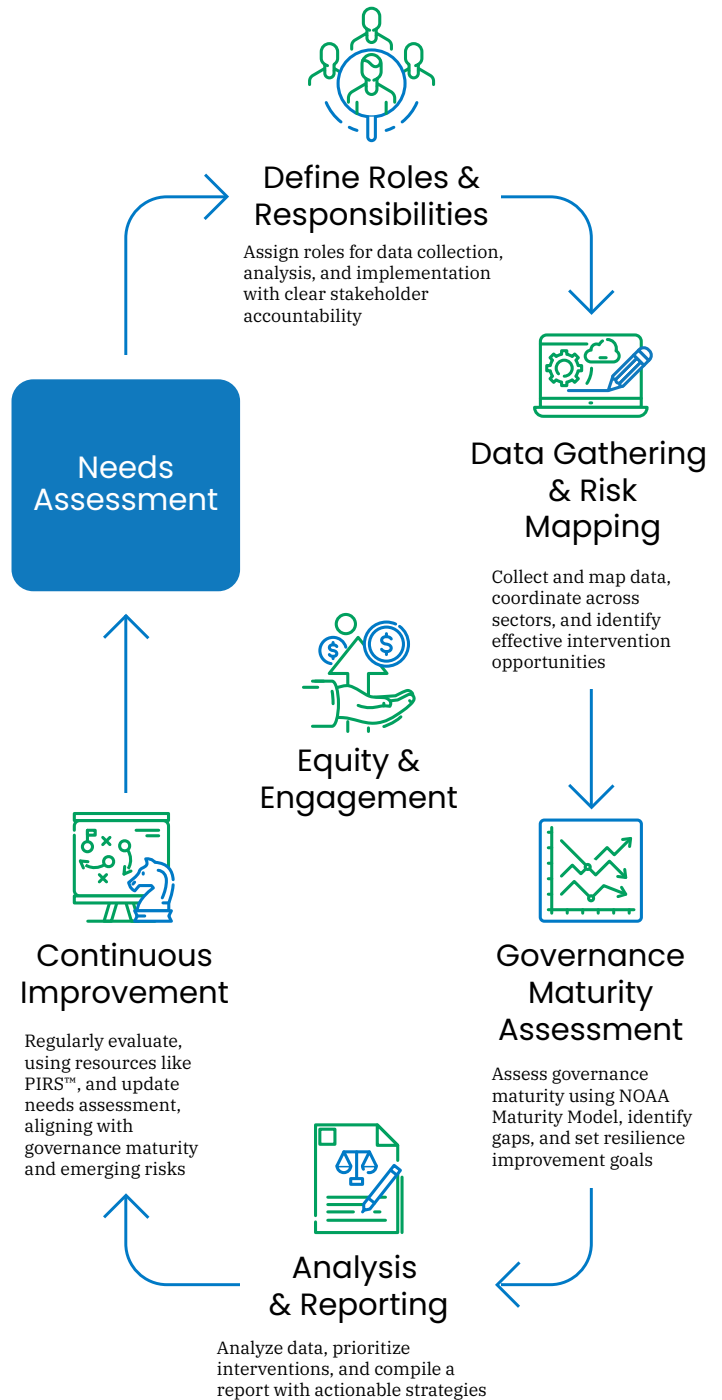 Define Roles &
Responsibilities
Assign roles for data collection,
analysis, and implementation
with clear stakeholder
accountability
Needs
Assessment
Data Gathering
& Risk
Mapping
Collect and map data,
coordinate across
sectors, and identify
effective intervention
opportunities
$
$
Equity &
Engagement
Governance
Maturity
Assessment
Assess governance
maturity using NOAA
Maturity Model, identify
gaps, and set resilience
improvement goals
Analysis
& Reporting
Analyze data, prioritize
interventions, and compile a
report with actionable strategies
Continuous
Improvement
Regularly evaluate,
using resources like
PIRS™, and update
needs assessment,
aligning with
governance maturity
and emerging risks